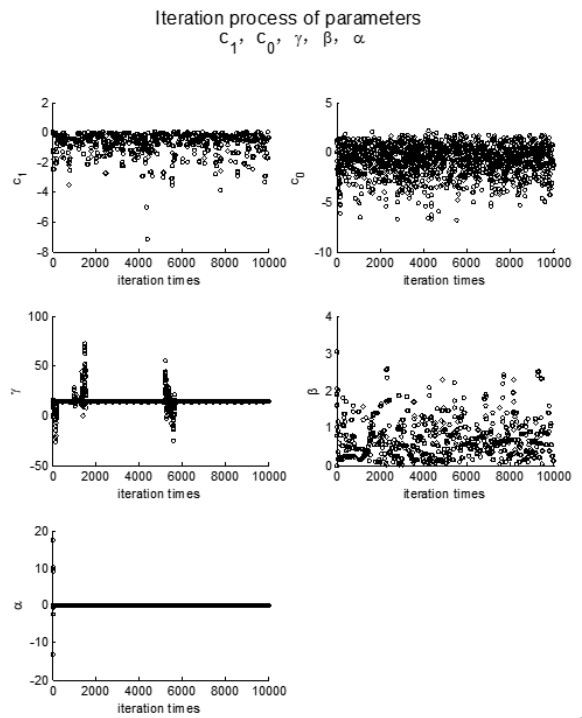 Iteration process of parameters
c1, c0, γ, β, α
2
0
-2
-4
-6
-8
c1
0 2000 4000 6000 8000 10000
iteration times
5
0
-5
-10
c0
0 2000 4000 6000 8000 10000
iteration times
100
50
0
-50
γ
0 2000 4000 6000 8000 10000
iteration times
4
3
2
1
0
β
0 2000 4000 6000 8000 10000
iteration times
20
10
0
-10
-20
α
0 2000 4000 6000 8000 10000
iteration times